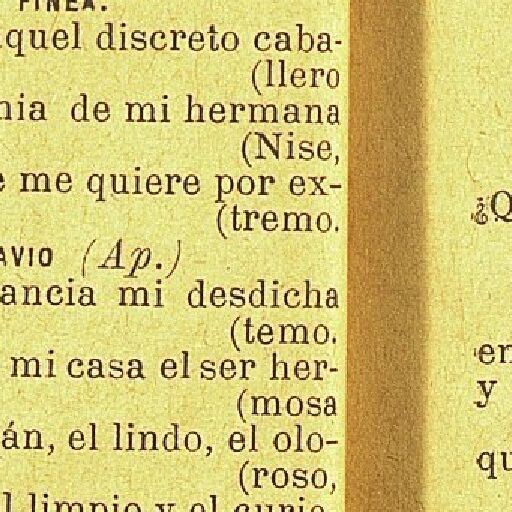 FINEA.
quel discreto caba-
(llero
nia de mi hermana
(Nise,
e me quiere por ex-
(tremo.
AVIO (Ap.)
ancia mi desdicha
(temo.
mi casa el ser her-
(mosa
án, el lindo, el olo-
(roso,
l limpio y el curio-
¿Q
en
y
qu